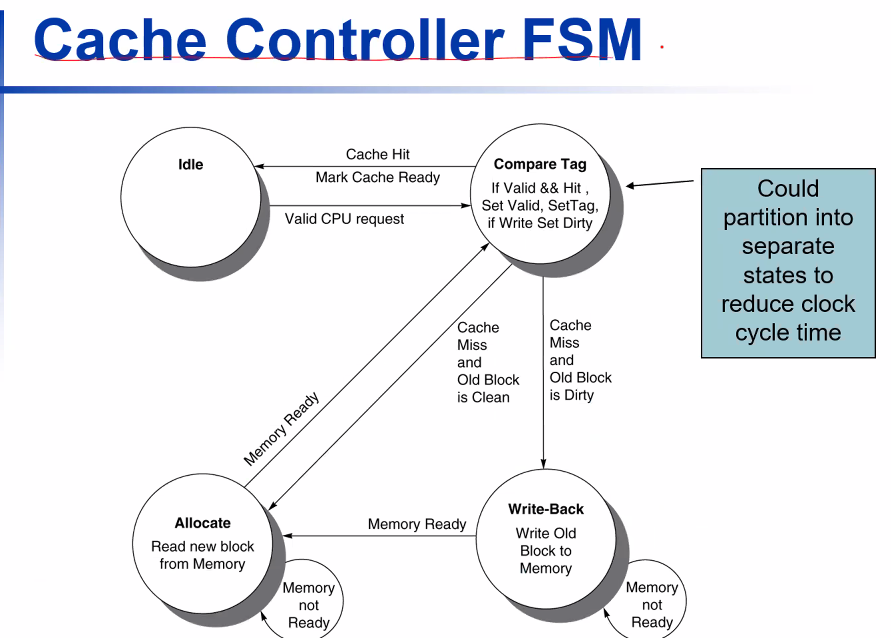 Cache Controller FSM
Idle
Cache Hit
Mark Cache Ready
Valid CPU request
Compare Tag
If Valid && Hit ,
Set Valid, SetTag,
if Write Set Dirty
Could
partition into
separate
states to
reduce clock
cycle time
Cache
Miss
and
Old Block
is Clean
Cache
Miss
and
Old Block
is Dirty
Memory Ready
Allocate
Read new block
from Memory
Memory Ready
Write-Back
Write Old
Block to
Memory
Memory
not
Ready
Memory
not
Ready